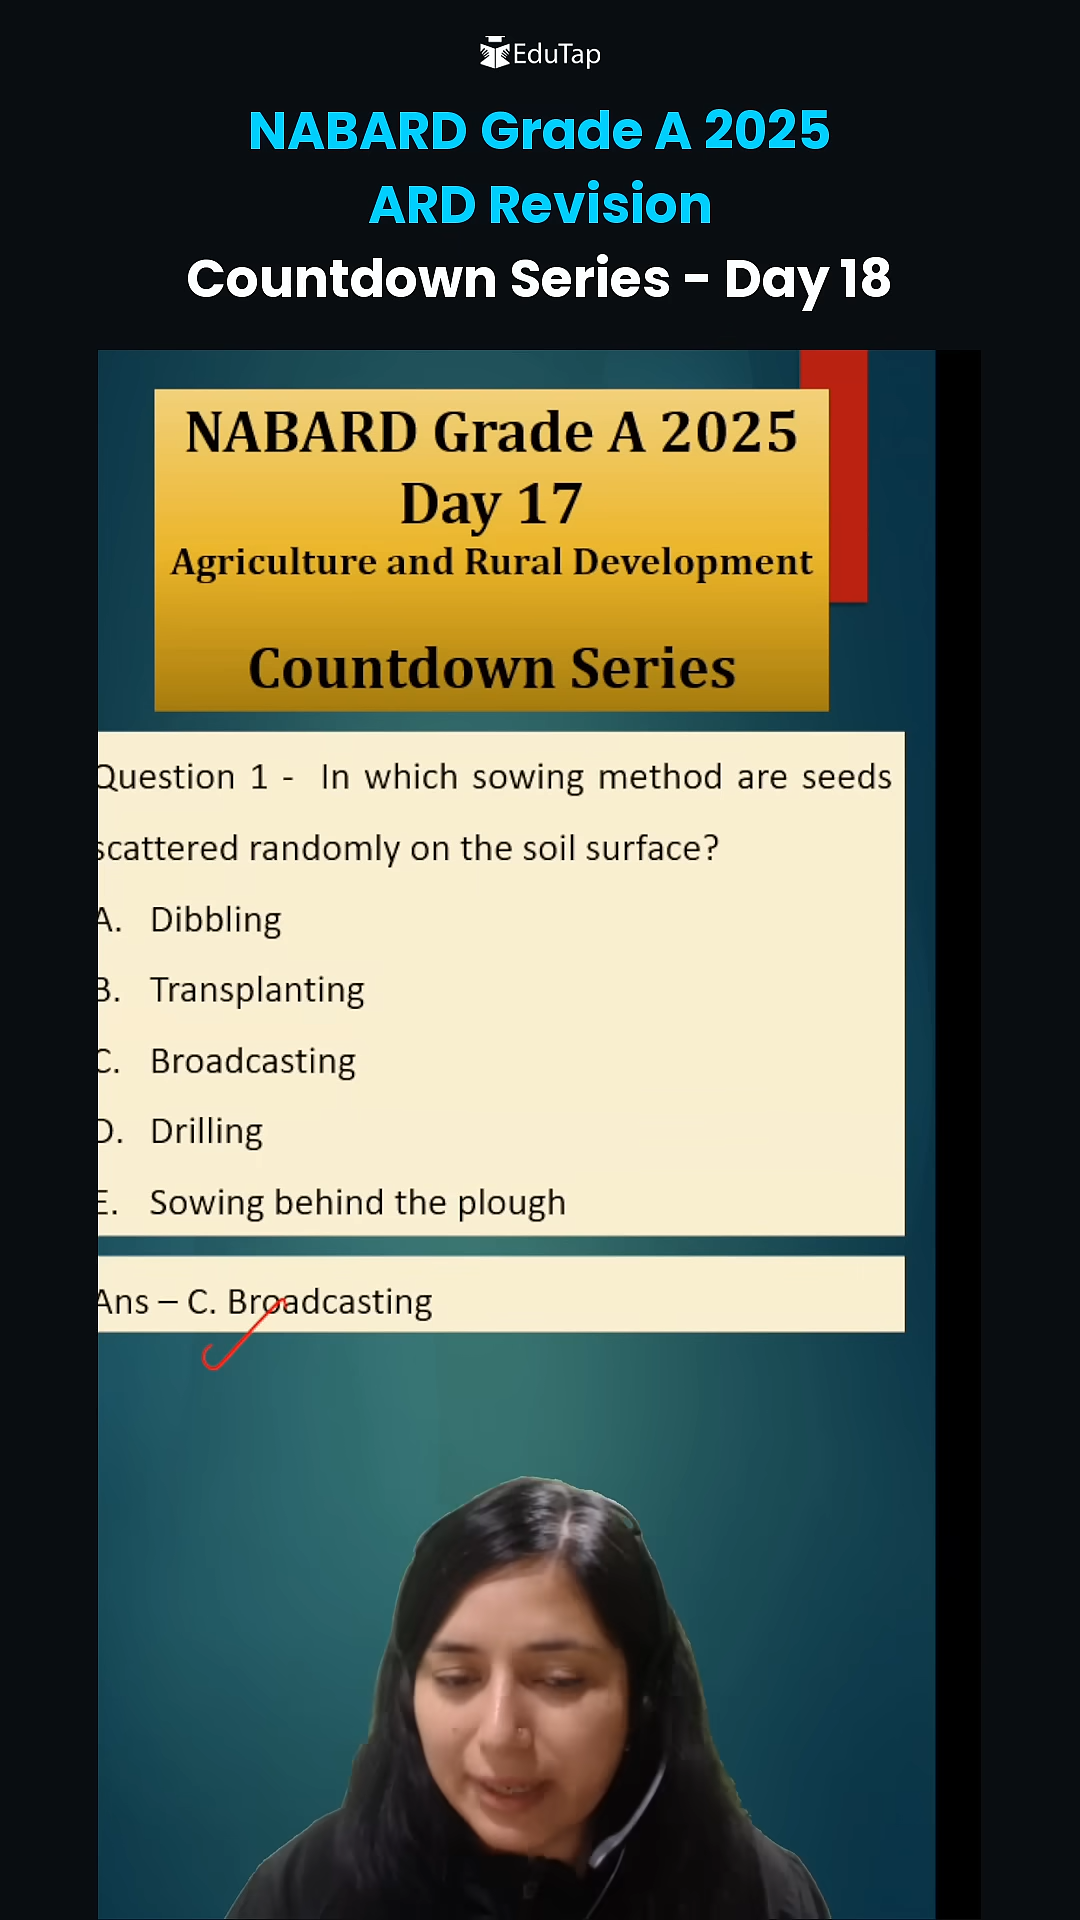 EduTap
NABARD Grade A 2025
ARD Revision
Countdown Series - Day 18
NABARD Grade A 2025
Day 17
Agriculture and Rural Development
Countdown Series
Question 1 - In which sowing method are seeds
scattered randomly on the soil surface?
A. Dibbling
B. Transplanting
C. Broadcasting
D. Drilling
E. Sowing behind the plough
Ans – C. Broadcasting